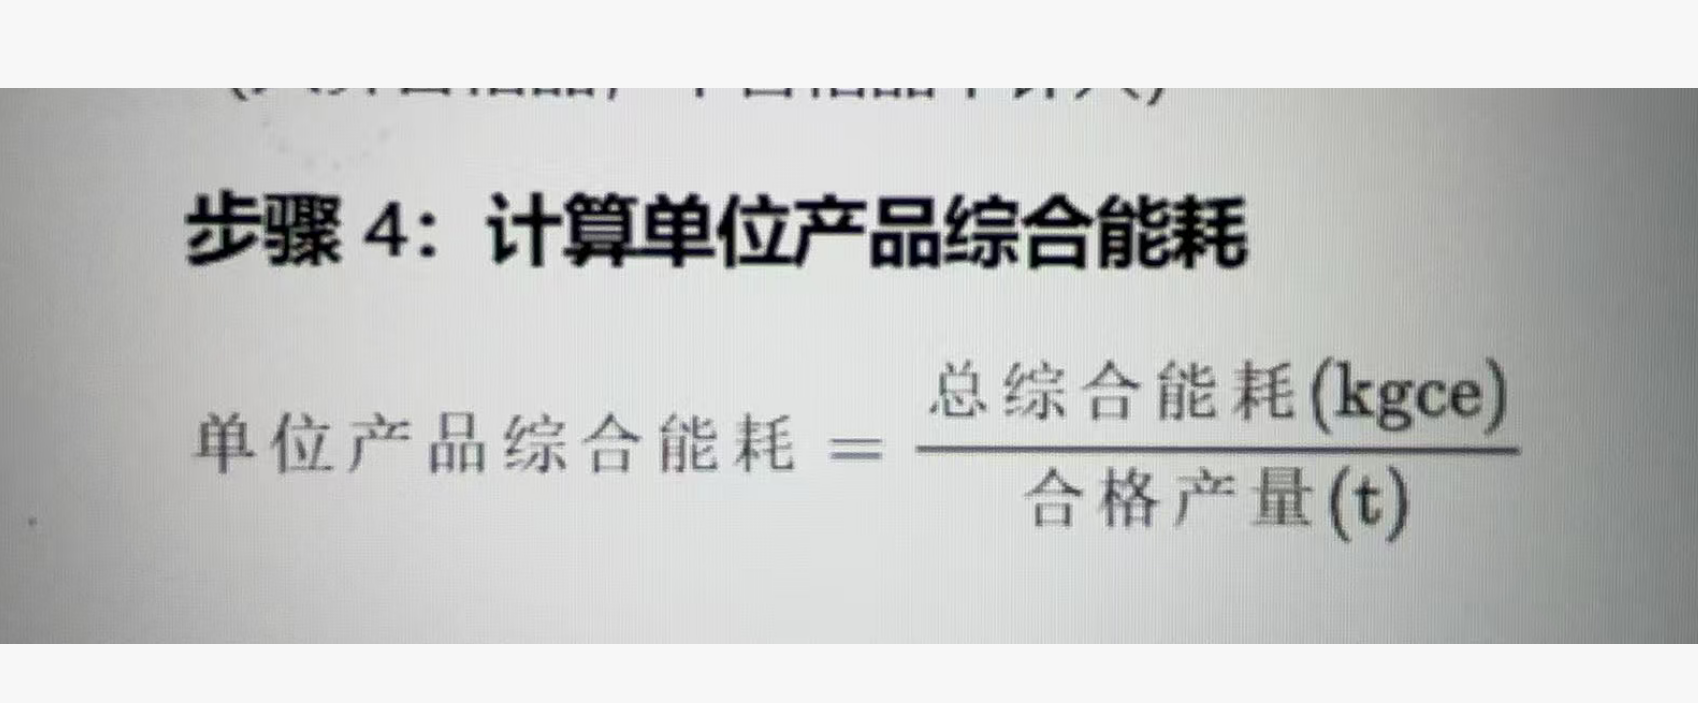 步骤 4：计算单位产品综合能耗
单位产品综合能耗 = 总综合能耗(kgce)
合格产量(t)